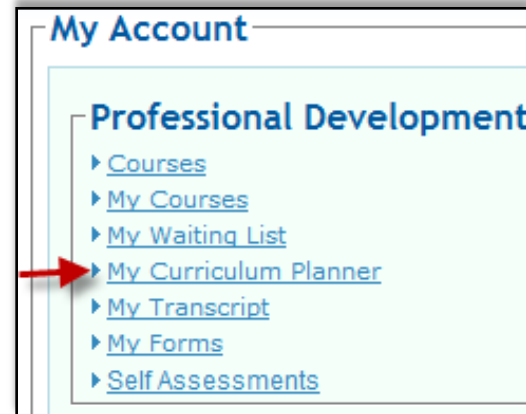 My Account
Professional Development
Courses
My Courses
My Waiting List
My Curriculum Planner
My Transcript
My Forms
Self Assessments